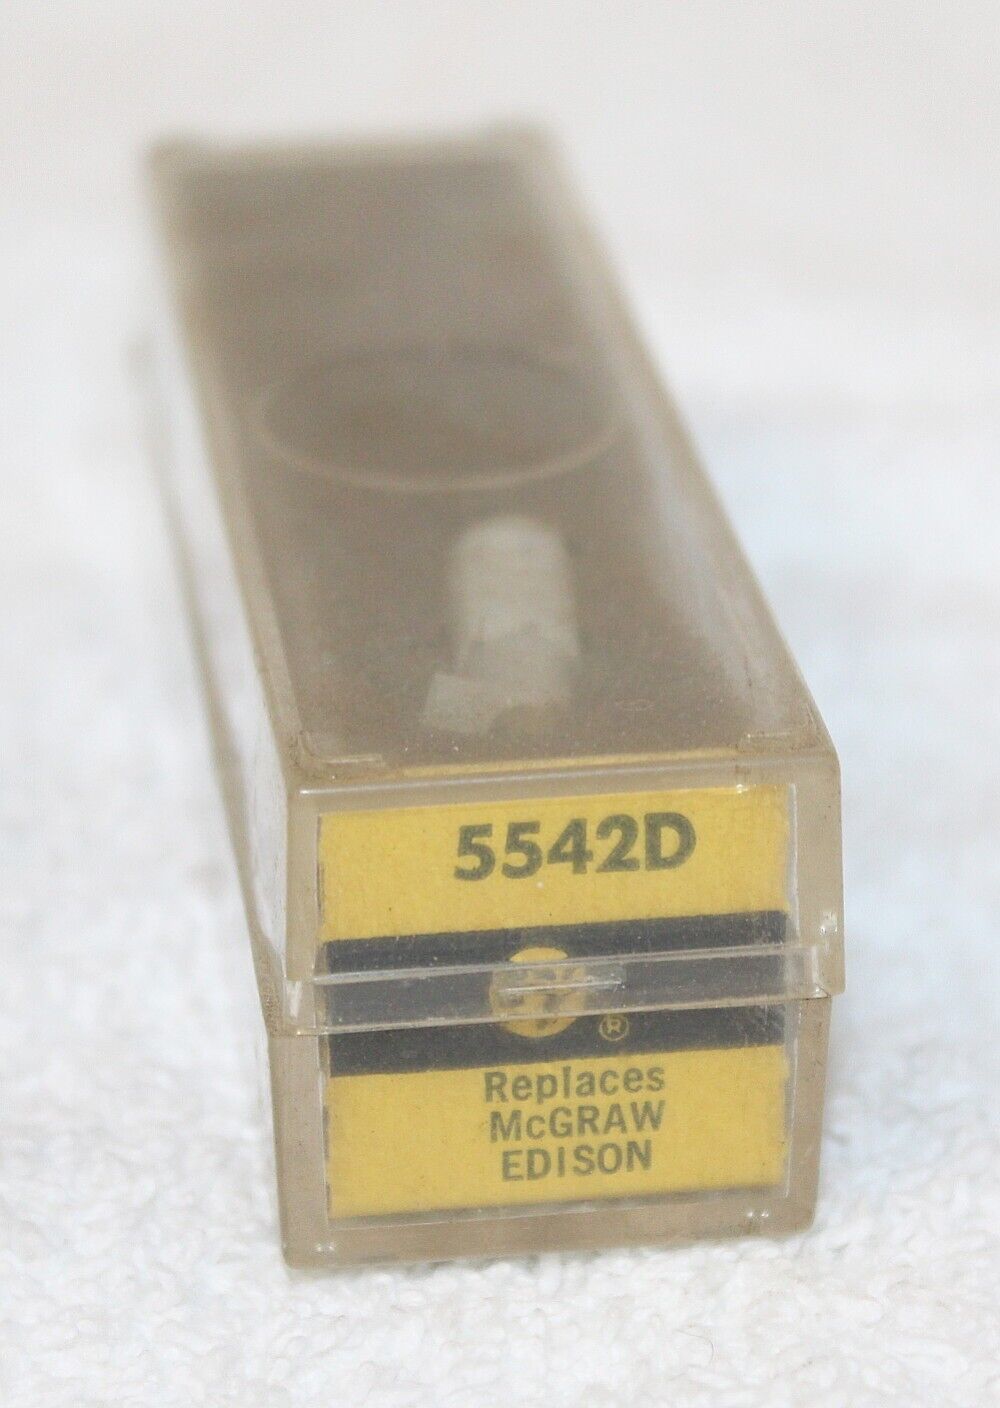 5542D
®
Replaces
McGRAW
EDISON